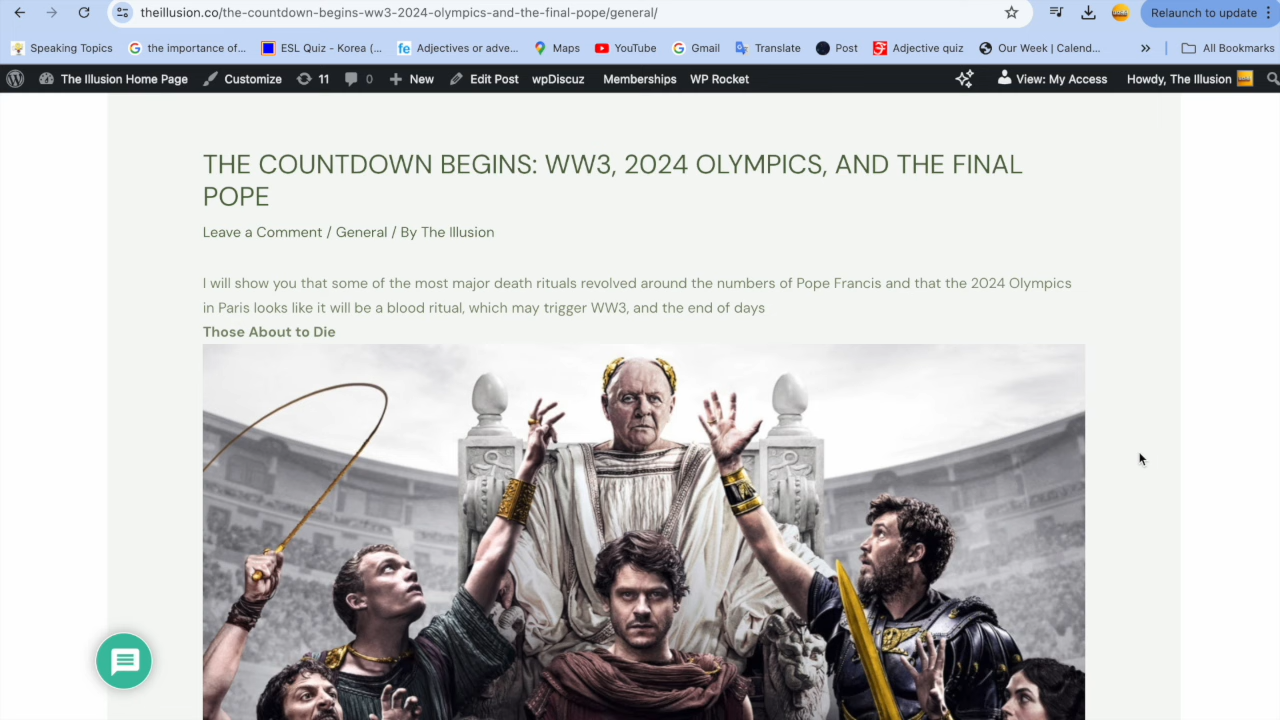 theillusion.co/the-countdown-begins-ww3-2024-olympics-and-the-final-pope/general/
Relaunch to update
Speaking Topics
the importance of...
ESL Quiz - Korea (...
Adjectives or adve...
Maps
YouTube
Gmail
Translate
Post
Adjective quiz
Our Week | Calend...
»
All Bookmarks
The Illusion Home Page
Customize
11
0
New
Edit Post
wpDiscuz
Memberships
WP Rocket
View: My Access
Howdy, The Illusion
THE COUNTDOWN BEGINS: WW3, 2024 OLYMPICS, AND THE FINAL
POPE
Leave a Comment / General / By The Illusion
I will show you that some of the most major death rituals revolved around the numbers of Pope Francis and that the 2024 Olympics
in Paris looks like it will be a blood ritual, which may trigger WW3, and the end of days
Those About to Die